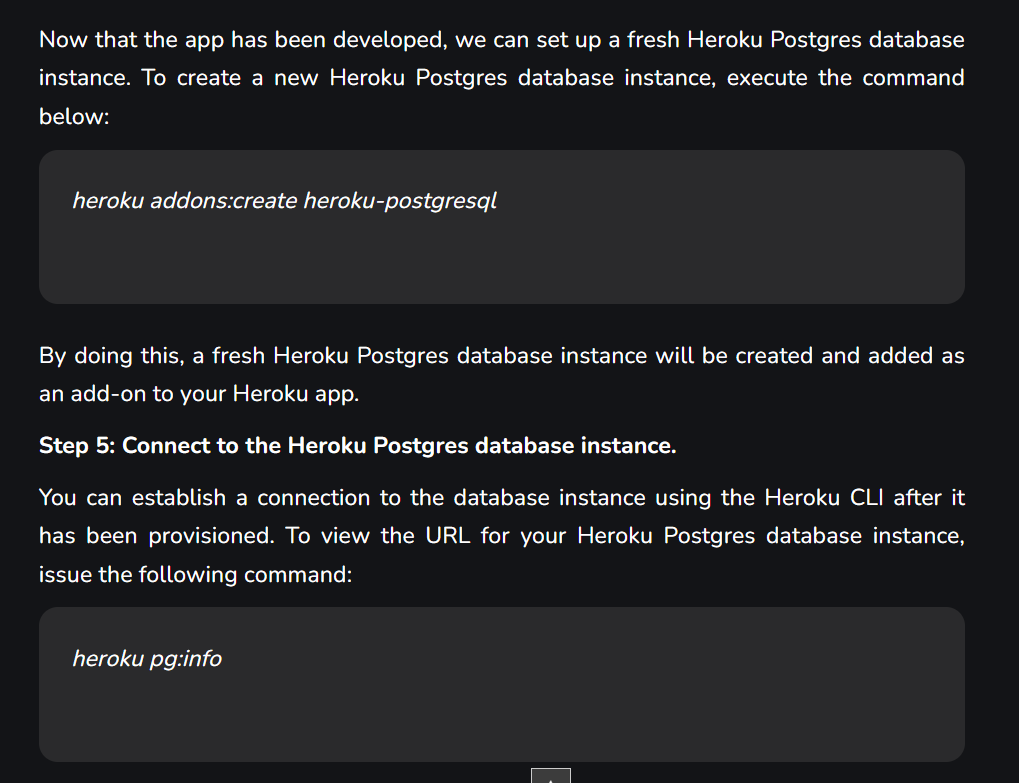 Now that the app has been developed, we can set up a fresh Heroku Postgres database
instance. To create a new Heroku Postgres database instance, execute the command
below:
heroku addons:create heroku-postgresql
By doing this, a fresh Heroku Postgres database instance will be created and added as
an add-on to your Heroku app.
Step 5: Connect to the Heroku Postgres database instance.
You can establish a connection to the database instance using the Heroku CLI after it
has been provisioned. To view the URL for your Heroku Postgres database instance,
issue the following command:
heroku pg:info